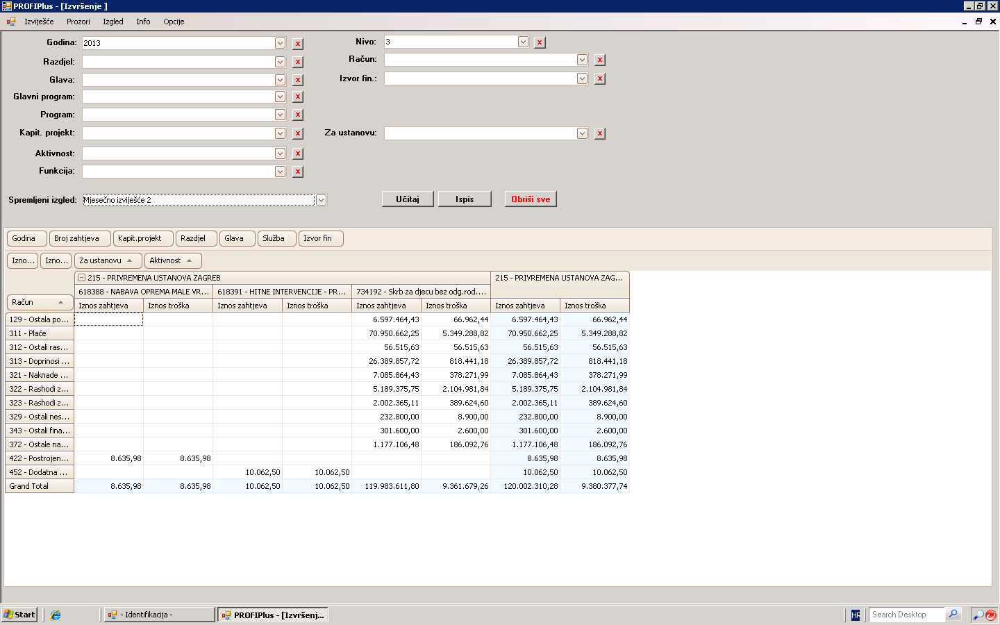 PROFIPlus - [Izvršenje ]
Izviješće Prozori Izgled Info Opcije
Godina: 2013 x Nivo: 3 x
Razdjel: x Račun: x
Glava: x Izvor fin.: x
Glavni program: x
Program: x
Kapit. projekt: x Za ustanovu: x
Aktivnost: x
Funkcija: x
Spremljeni izgled: Mjesečno izviješće 2 Učitaj Ispis Obriši sve
Godina Broj zahtjeva Kapit.projekt Razdjel Glava Služba Izvor fin
Izno... Izno... Za ustanovu Aktivnost
215 - PRIVREMENA USTANOVA ZAGREB 215 - PRIVREMENA USTANOVA ZAG...
618388 - NABAVA OPREMA MALE VR... 618391 - HITNE INTERVENCIJE - PR... 734192 - Skrb za djecu bez odg.rod....
Račun Iznos zahtjeva Iznos troška Iznos zahtjeva Iznos troška Iznos zahtjeva Iznos troška Iznos zahtjeva Iznos troška
129 - Ostala po... 6.597.464,43 66.962,44 6.597.464,43 66.962,44
311 - Plaće 70.950.662,25 5.349.288,82 70.950.662,25 5.349.288,82
312 - Ostali ras... 56.515,63 56.515,63 56.515,63 56.515,63
313 - Doprinosi ... 26.389.857,72 818.441,18 26.389.857,72 818.441,18
321 - Naknade ... 7.085.864,43 378.271,99 7.085.864,43 378.271,99
322 - Rashodi z... 5.189.375,75 2.104.981,84 5.189.375,75 2.104.981,84
323 - Rashodi z... 2.002.365,11 389.624,60 2.002.365,11 389.624,60
329 - Ostali nes... 232.800,00 8.900,00 232.800,00 8.900,00
343 - Ostali fina... 301.600,00 2.600,00 301.600,00 2.600,00
372 - Ostale na... 1.177.106,48 186.092,76 1.177.106,48 186.092,76
422 - Postrojen... 8.635,98 8.635,98 8.635,98 8.635,98
452 - Dodatna ... 10.062,50 10.062,50 10.062,50 10.062,50
Grand Total 8.635,98 8.635,98 10.062,50 10.062,50 119.983.611,80 9.361.679,26 120.002.310,28 9.380.377,74
Start - Identifikacija - PROFIPlus - [Izvršenj... HR Search Desktop